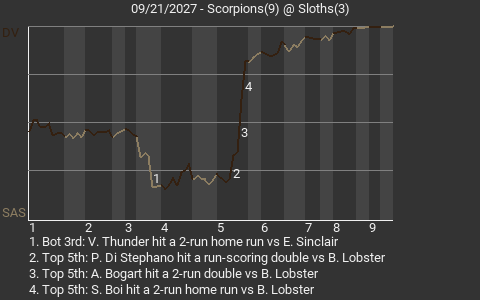 09/21/2027 - Scorpions(9) @ Sloths(3)
DV
4
3
1
2
SAS
1 2 3 4 5 6 7 8 9
1. Bot 3rd: V. Thunder hit a 2-run home run vs E. Sinclair
2. Top 5th: P. Di Stephano hit a run-scoring double vs B. Lobster
3. Top 5th: A. Bogart hit a 2-run double vs B. Lobster
4. Top 5th: S. Boi hit a 2-run home run vs B. Lobster